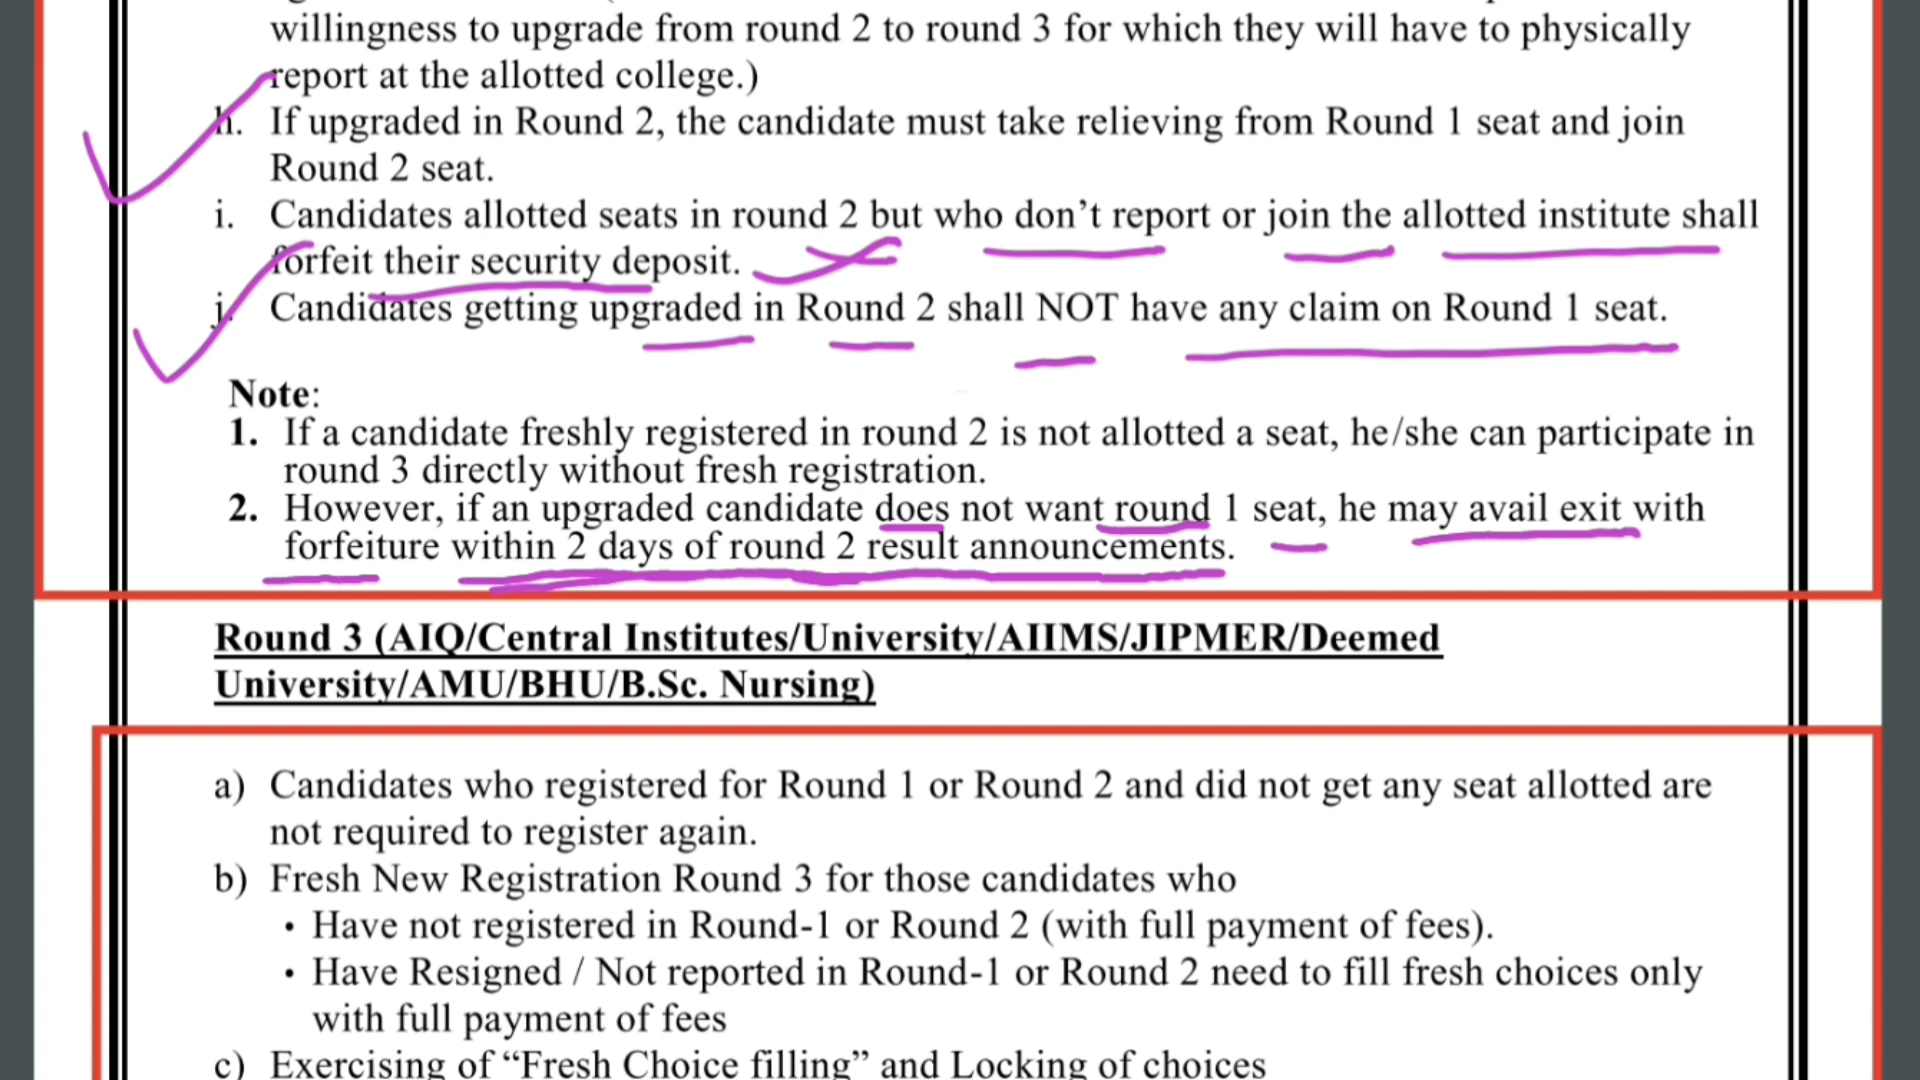 willingness to upgrade from round 2 to round 3 for which they will have to physically
report at the allotted college.)
h. If upgraded in Round 2, the candidate must take relieving from Round 1 seat and join
Round 2 seat.
i. Candidates allotted seats in round 2 but who don’t report or join the allotted institute shall
forfeit their security deposit.
j. Candidates getting upgraded in Round 2 shall NOT have any claim on Round 1 seat.
Note:
1. If a candidate freshly registered in round 2 is not allotted a seat, he/she can participate in
round 3 directly without fresh registration.
2. However, if an upgraded candidate does not want round 1 seat, he may avail exit with
forfeiture within 2 days of round 2 result announcements.
Round 3 (AIQ/Central Institutes/University/AIIMS/JIPMER/Deemed
University/AMU/BHU/B.Sc. Nursing)
a) Candidates who registered for Round 1 or Round 2 and did not get any seat allotted are
not required to register again.
b) Fresh New Registration Round 3 for those candidates who
• Have not registered in Round-1 or Round 2 (with full payment of fees).
• Have Resigned / Not reported in Round-1 or Round 2 need to fill fresh choices only
with full payment of fees
c) Exercising of “Fresh Choice filling” and Locking of choices